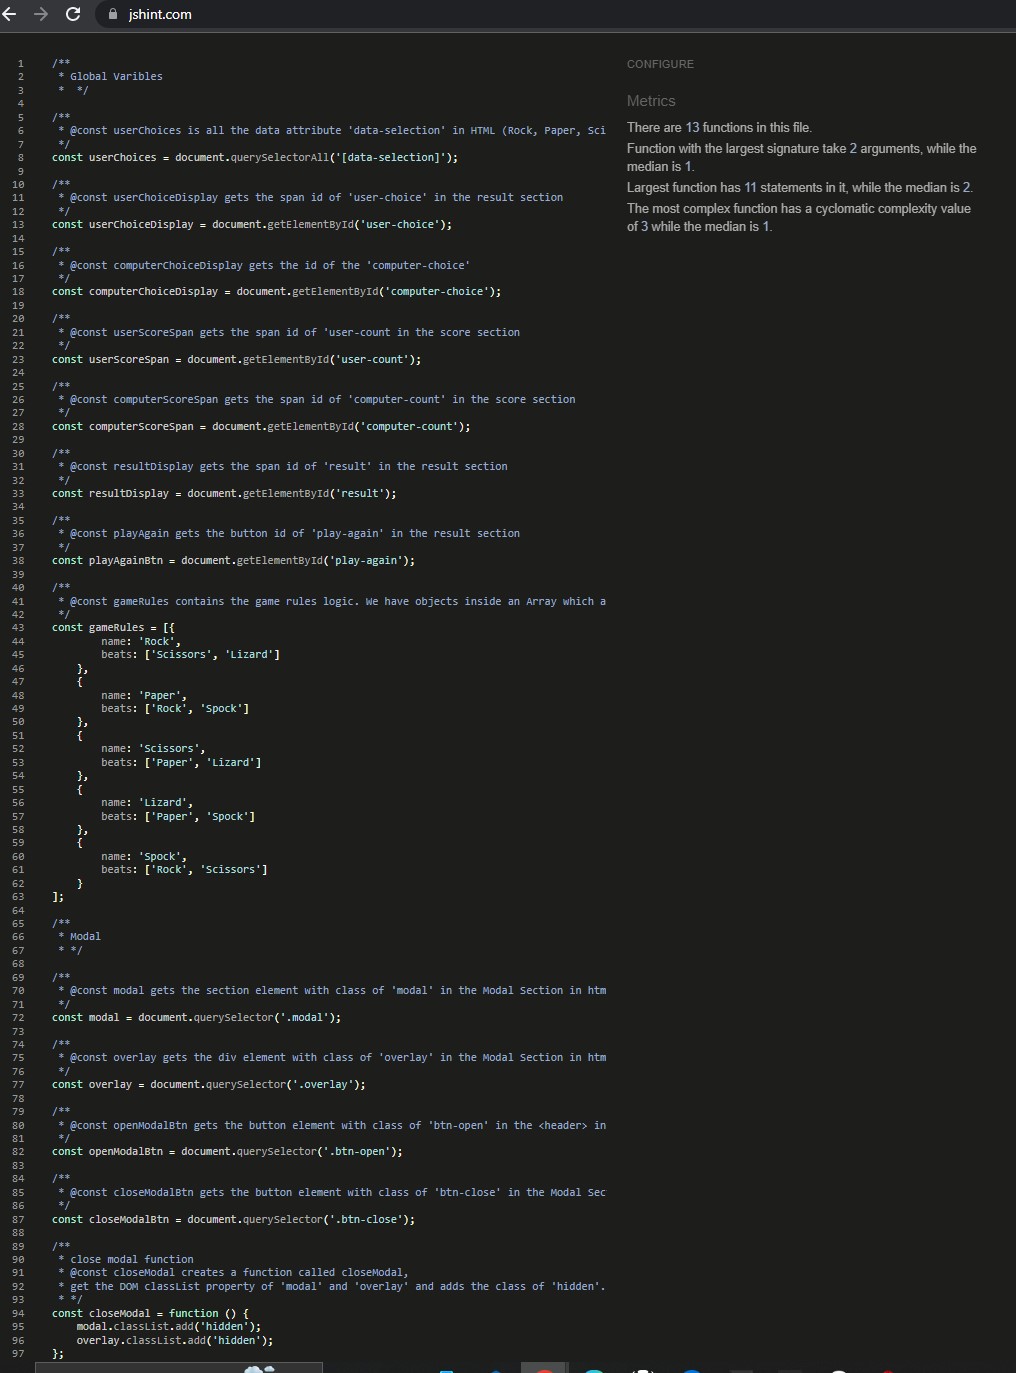 jshint.com
1 /**
2 * Global Varibles
3 * */
4
5 /**
6 * @const userChoices is all the data attribute 'data-selection' in HTML (Rock, Paper, Sci
7 */
8 const userChoices = document.querySelectorAll('[data-selection]');
9
10 /**
11 * @const userChoiceDisplay gets the span id of 'user-choice' in the result section
12 */
13 const userChoiceDisplay = document.getElementById('user-choice');
14
15 /**
16 * @const computerChoiceDisplay gets the id of the 'computer-choice'
17 */
18 const computerChoiceDisplay = document.getElementById('computer-choice');
19
20 /**
21 * @const userScoreSpan gets the span id of 'user-count in the score section
22 */
23 const userScoreSpan = document.getElementById('user-count');
24
25 /**
26 * @const computerScoreSpan gets the span id of 'computer-count' in the score section
27 */
28 const computerScoreSpan = document.getElementById('computer-count');
29
30 /**
31 * @const resultDisplay gets the span id of 'result' in the result section
32 */
33 const resultDisplay = document.getElementById('result');
34
35 /**
36 * @const playAgain gets the button id of 'play-again' in the result section
37 */
38 const playAgainBtn = document.getElementById('play-again');
39
40 /**
41 * @const gameRules contains the game rules logic. We have objects inside an Array which a
42 */
43 const gameRules = [{
44 name: 'Rock',
45 beats: ['Scissors', 'Lizard']
46 },
47 {
48 name: 'Paper',
49 beats: ['Rock', 'Spock']
50 },
51 {
52 name: 'Scissors',
53 beats: ['Paper', 'Lizard']
54 },
55 {
56 name: 'Lizard',
57 beats: ['Paper', 'Spock']
58 },
59 {
60 name: 'Spock',
61 beats: ['Rock', 'Scissors']
62 }
63 ];
64
65 /**
66 * Modal
67 * */
68
69 /**
70 * @const modal gets the section element with class of 'modal' in the Modal Section in htm
71 */
72 const modal = document.querySelector('.modal');
73
74 /**
75 * @const overlay gets the div element with class of 'overlay' in the Modal Section in htm
76 */
77 const overlay = document.querySelector('.overlay');
78
79 /**
80 * @const openModalBtn gets the button element with class of 'btn-open' in the <header> in
81 */
82 const openModalBtn = document.querySelector('.btn-open');
83
84 /**
85 * @const closeModalBtn gets the button element with class of 'btn-close' in the Modal Sec
86 */
87 const closeModalBtn = document.querySelector('.btn-close');
88
89 /**
90 * close modal function
91 * @const closeModal creates a function called closeModal,
92 * get the DOM classList property of 'modal' and 'overlay' and adds the class of 'hidden'.
93 * */
94 const closeModal = function () {
95 modal.classList.add('hidden');
96 overlay.classList.add('hidden');
97 };
CONFIGURE
Metrics
There are 13 functions in this file.
Function with the largest signature take 2 arguments, while the
median is 1.
Largest function has 11 statements in it, while the median is 2.
The most complex function has a cyclomatic complexity value
of 3 while the median is 1.